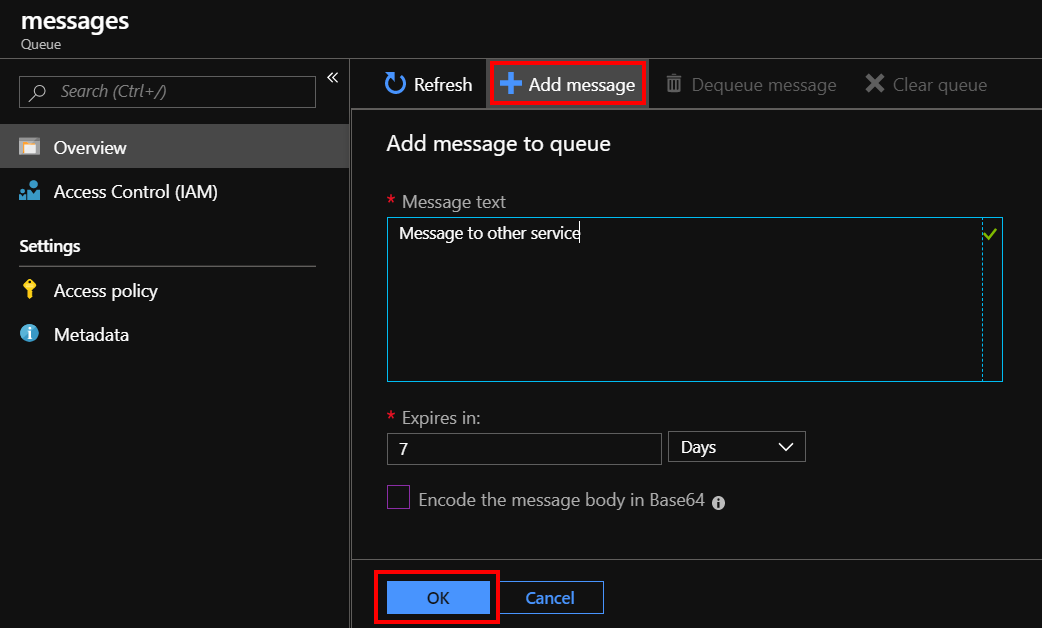 messages
Queue
Search (Ctrl+/)
«
Overview
Access Control (IAM)
Settings
Access policy
Metadata
Refresh
Add message
Dequeue message
Clear queue
Add message to queue
* Message text
Message to other service
* Expires in:
7
Days
Encode the message body in Base64
OK
Cancel